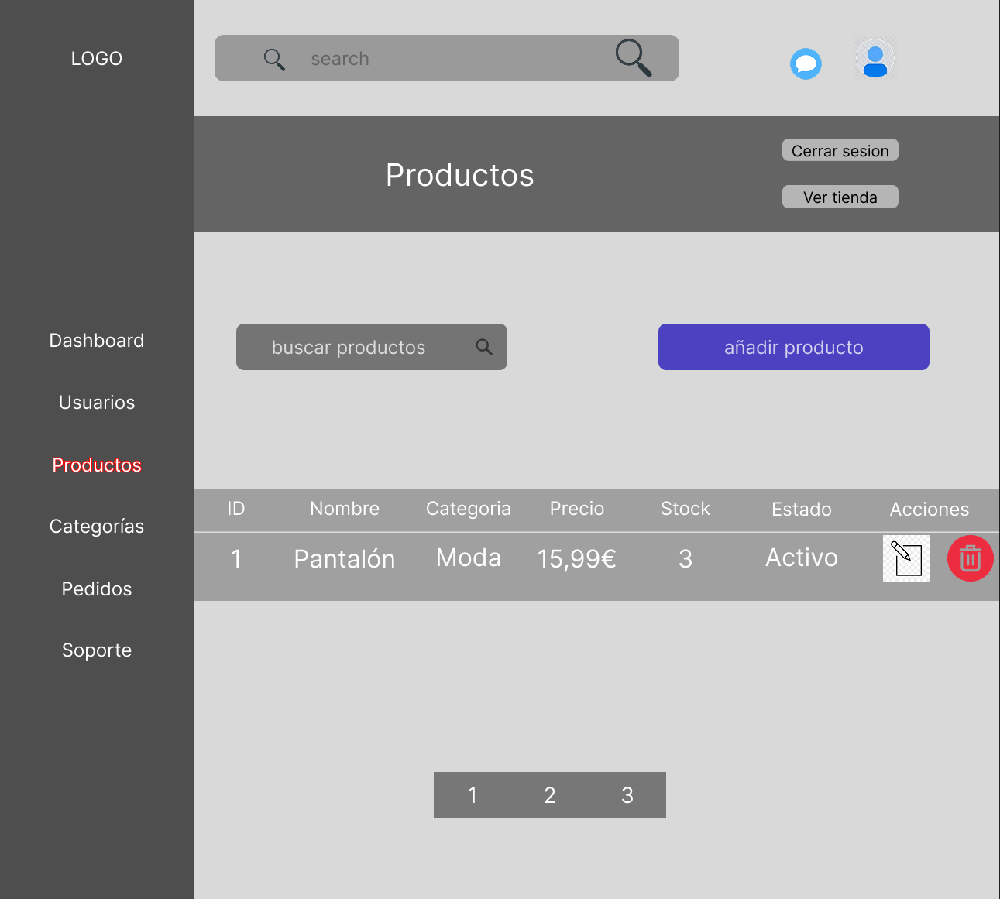 LOGO
search
Productos
Cerrar sesion
Ver tienda
Dashboard
Usuarios
Productos
Categorías
Pedidos
Soporte
buscar productos
añadir producto
ID Nombre Categoria Precio Stock Estado Acciones
1 Pantalón Moda 15,99€ 3 Activo
1 2 3